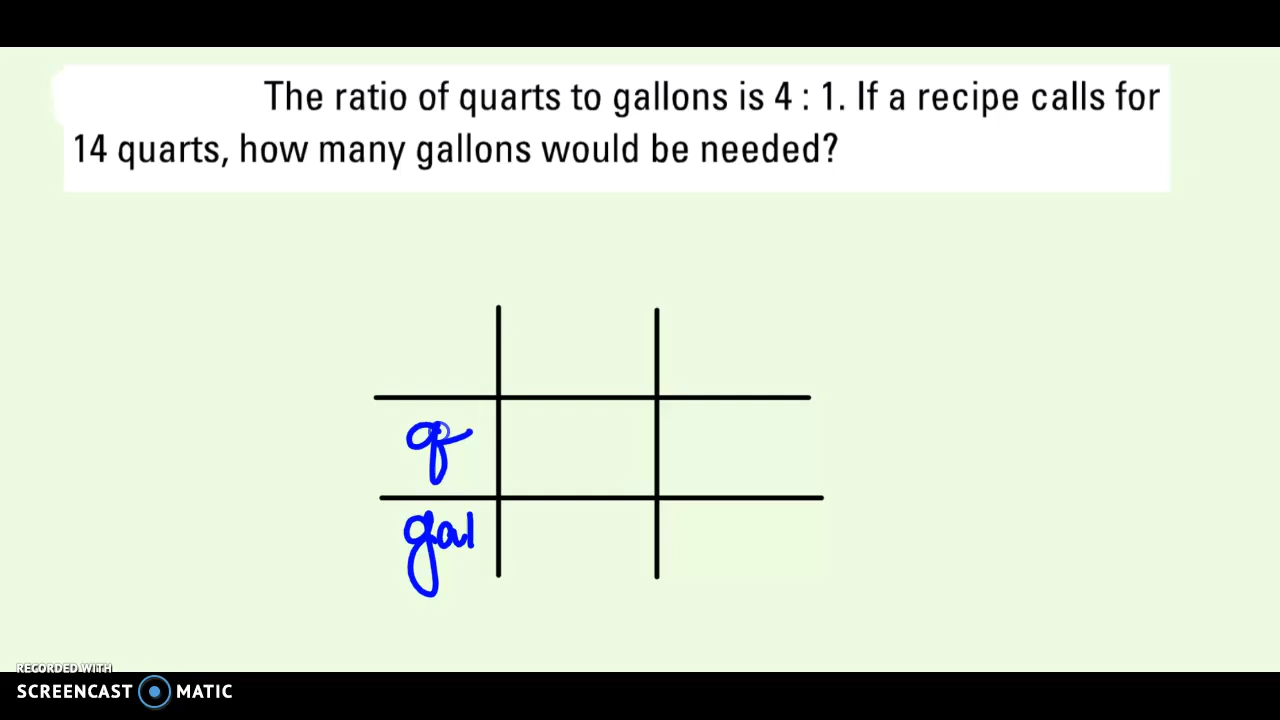 The ratio of quarts to gallons is 4 : 1. If a recipe calls for
14 quarts, how many gallons would be needed?
q
gal
RECORDED WITH
SCREENCAST MATIC